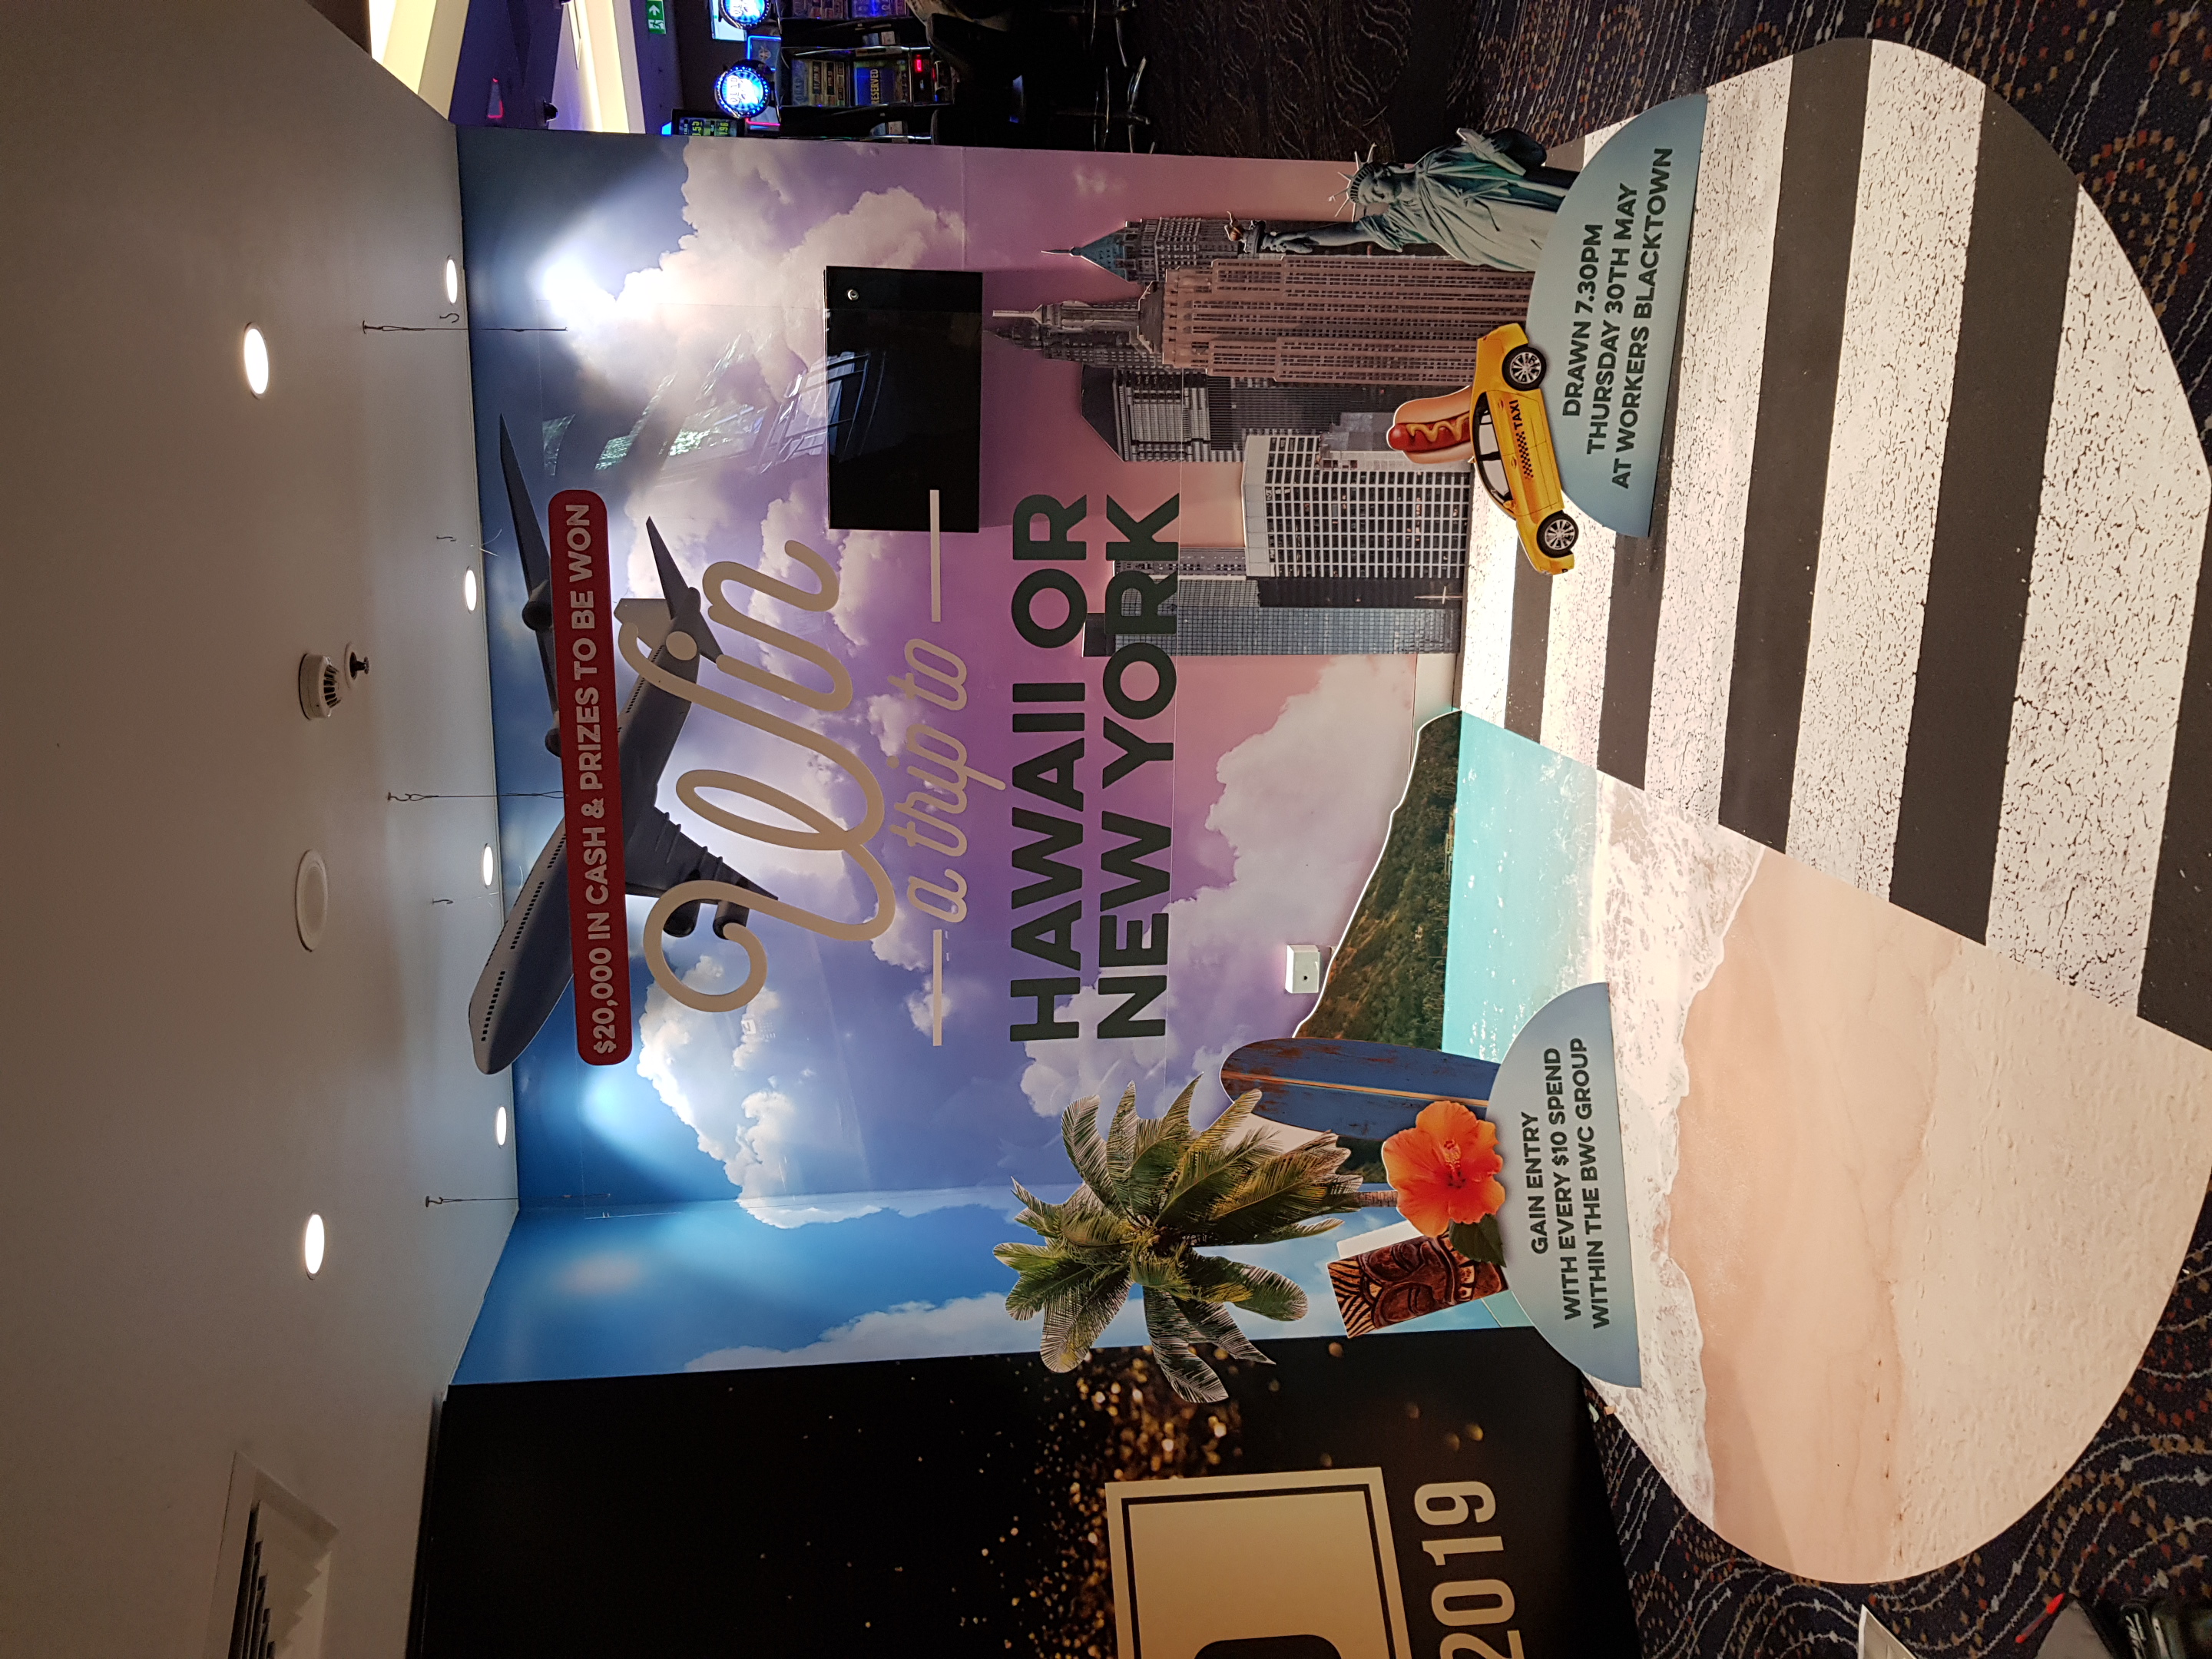 $20,000 IN CASH & PRIZES TO BE WON
Win
a trip to
HAWAII OR
NEW YORK
GAIN ENTRY
WITH EVERY $10 SPEND
WITHIN THE BWC GROUP
TAXI
DRAWN 7.30PM
THURSDAY 30TH MAY
AT WORKERS BLACKTOWN
2019
RESERVED